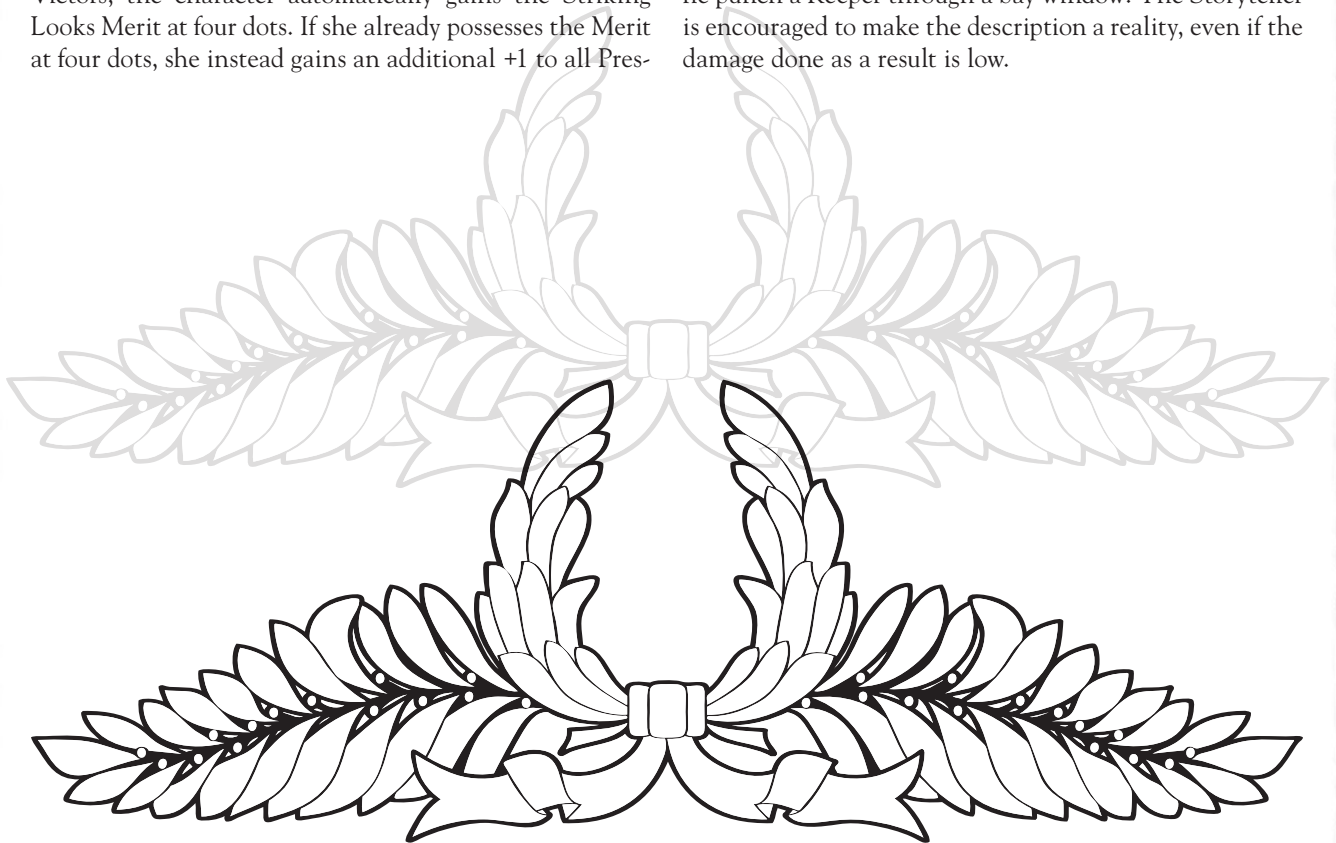 Victors, the character automatically gains the Striking
Looks Merit at four dots. If she already possesses the Merit
at four dots, she instead gains an additional +1 to all Pres-
he punch a Keeper through a bay window? The Storyteller
is encouraged to make the description a reality, even if the
damage done as a result is low.